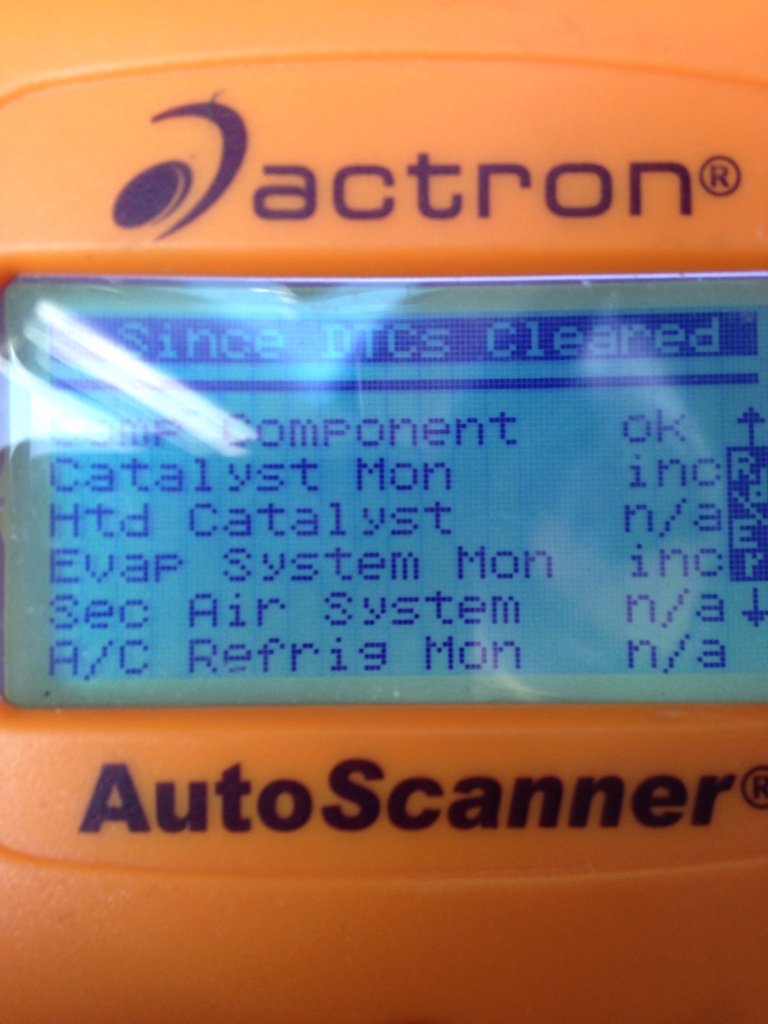 actron®
Since DTCs Cleared
Comp Component ok
Catalyst Mon inc
Htd Catalyst n/a
Evap System Mon inc
Sec Air System n/a
A/C Refrig Mon n/a
AutoScanner®